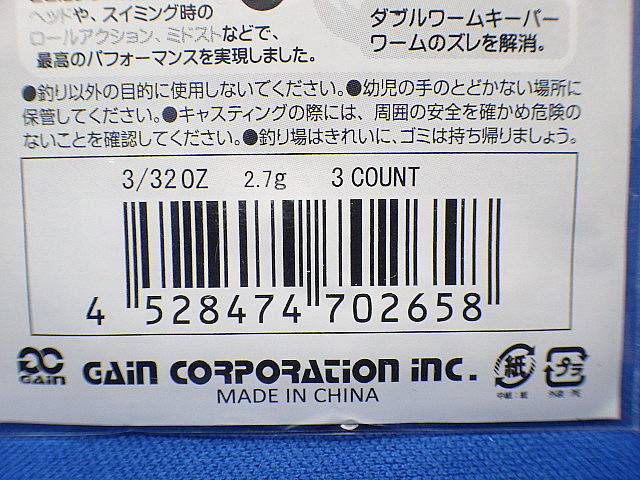 ヘッドや、スイミング時の
ロールアクション、ミドストなどで、
最高のパフォーマンスを実現しました。
ダブルワームキーパー
ワームのズレを解消。
●釣り以外の目的に使用しないでください。●幼児の手のとどかない場所に
保管してください。●キャスティングの際には、周囲の安全を確かめ危険の
ないことを確認してください。●釣り場はきれいに、ゴミは持ち帰りましょう。
3/32OZ 2.7g 3 COUNT
4 528474 702658
GAIN GAIN CORPORATION INC.
MADE IN CHINA
紙 プラ
中紙:紙 外袋:PE